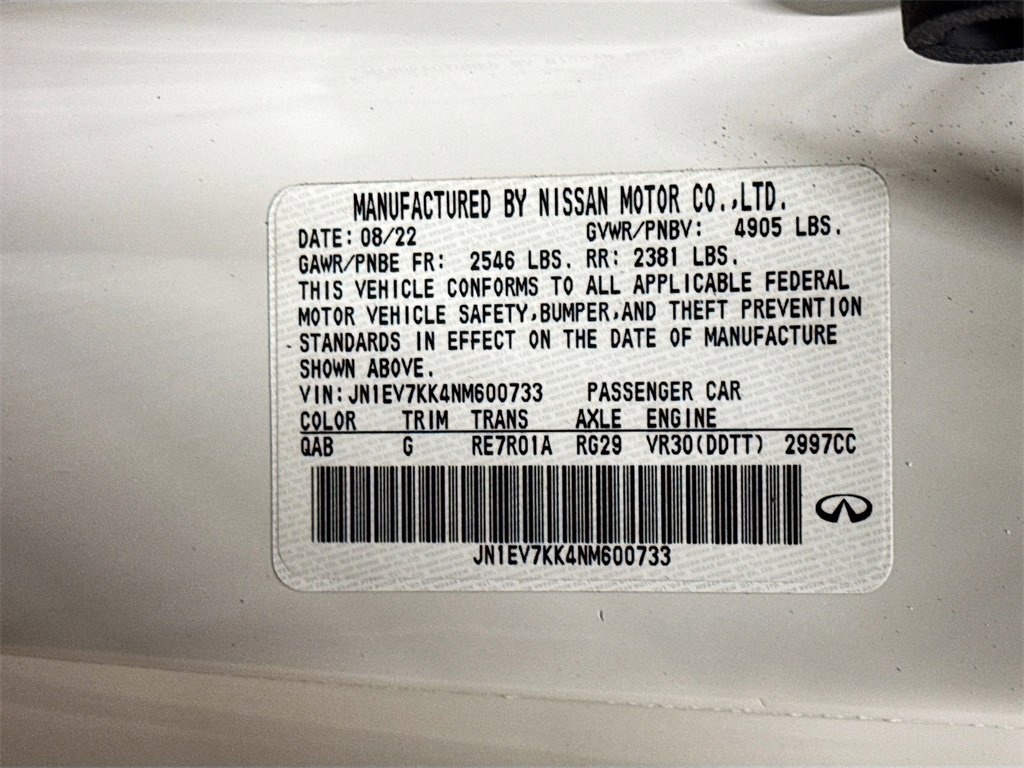 MANUFACTURED BY NISSAN MOTOR CO.,LTD.
DATE: 08/22 GVWR/PNBV: 4905 LBS.
GAWR/PNBE FR: 2546 LBS. RR: 2381 LBS.
THIS VEHICLE CONFORMS TO ALL APPLICABLE FEDERAL
MOTOR VEHICLE SAFETY,BUMPER,AND THEFT PREVENTION
STANDARDS IN EFFECT ON THE DATE OF MANUFACTURE
SHOWN ABOVE.
VIN: JN1EV7KK4NM600733 PASSENGER CAR
COLOR TRIM TRANS AXLE ENGINE
QAB G RE7R01A RG29 VR30(DDTT) 2997CC
JN1EV7KK4NM600733